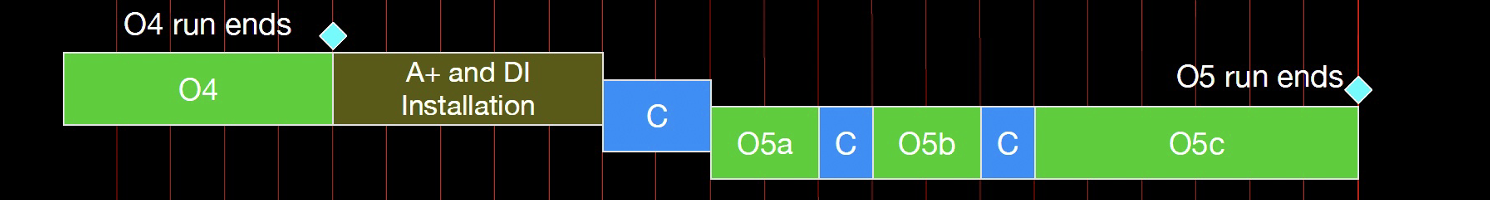 O4 run ends
O4
A+ and DI
Installation
C
O5a
C
O5b
C
O5c
O5 run ends